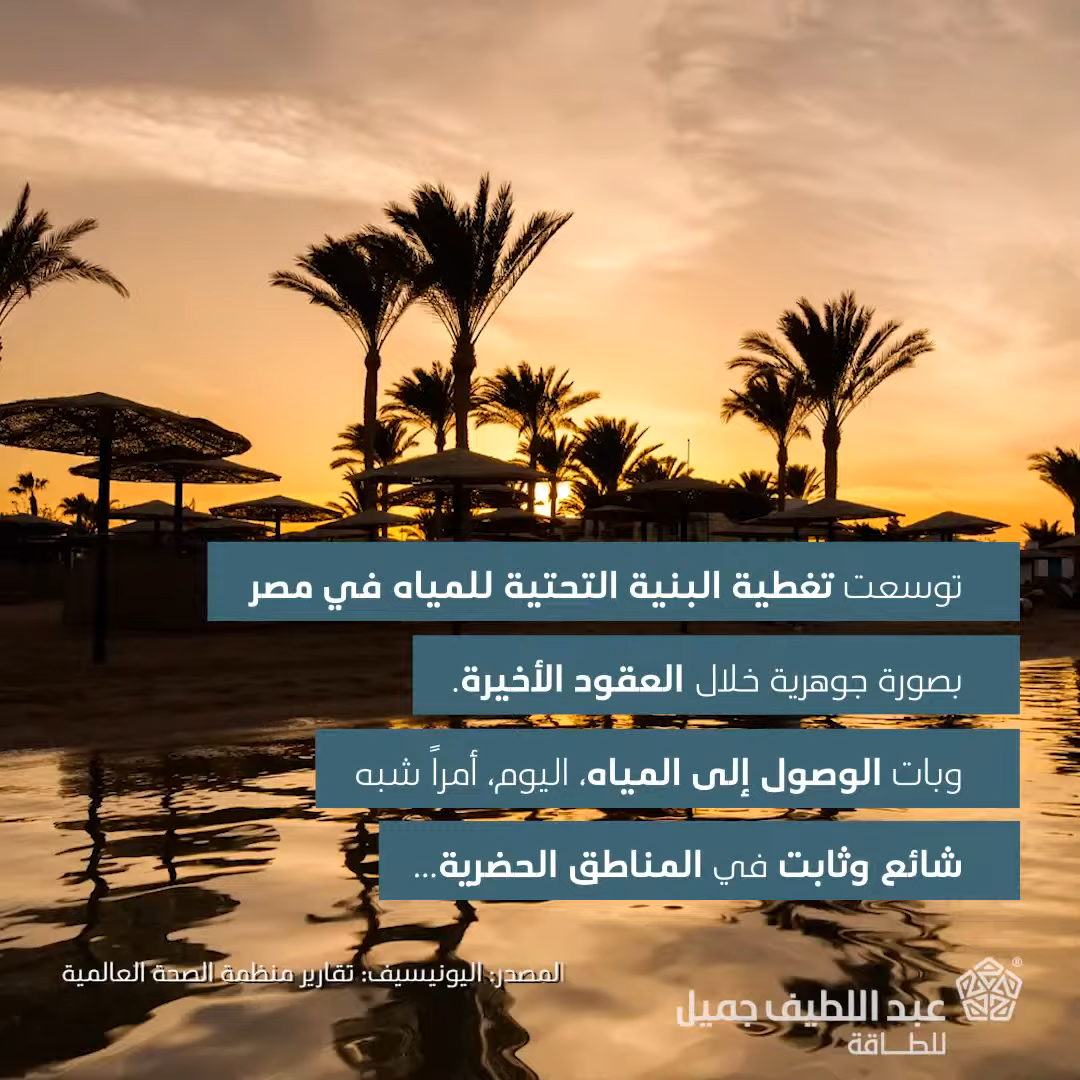 توسعت تغطية البنية التحتية للمياه في مصر
بصورة جوهرية خلال العقود الأخيرة.
وبات الوصول إلى المياه، اليوم، أمراً شبه
شائع وثابت في المناطق الحضرية...
المصدر: اليونيسيف: تقارير منظمة الصحة العالمية
عبد اللطيف جميل
للطاقة